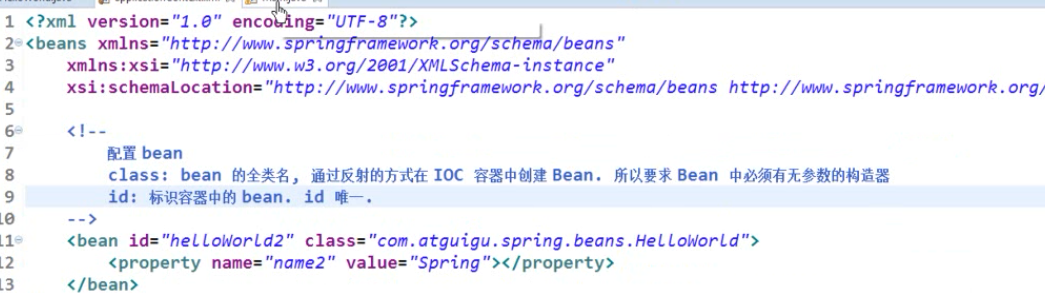 1 <?xml version="1.0" encoding="UTF-8"?>
2 <beans xmlns="http://www.springframework.org/schema/beans"
3 xmlns:xsi="http://www.w3.org/2001/XMLSchema-instance"
4 xsi:schemaLocation="http://www.springframework.org/schema/beans http://www.springframework.org/
5
6 <!--
7 配置 bean
8 class: bean 的全类名, 通过反射的方式在 IOC 容器中创建 Bean. 所以要求 Bean 中必须有无参数的构造器
9 id: 标识容器中的 bean. id 唯一.
10 -->
11 <bean id="helloWorld2" class="com.atguigu.spring.beans.HelloWorld">
12 <property name="name2" value="Spring"></property>
13 </bean>